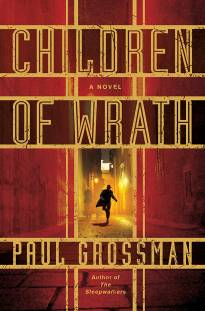 CHILDREN
A NOVEL
OF WRATH
PAUL GROSSMAN
Author of
The Sleepwalkers